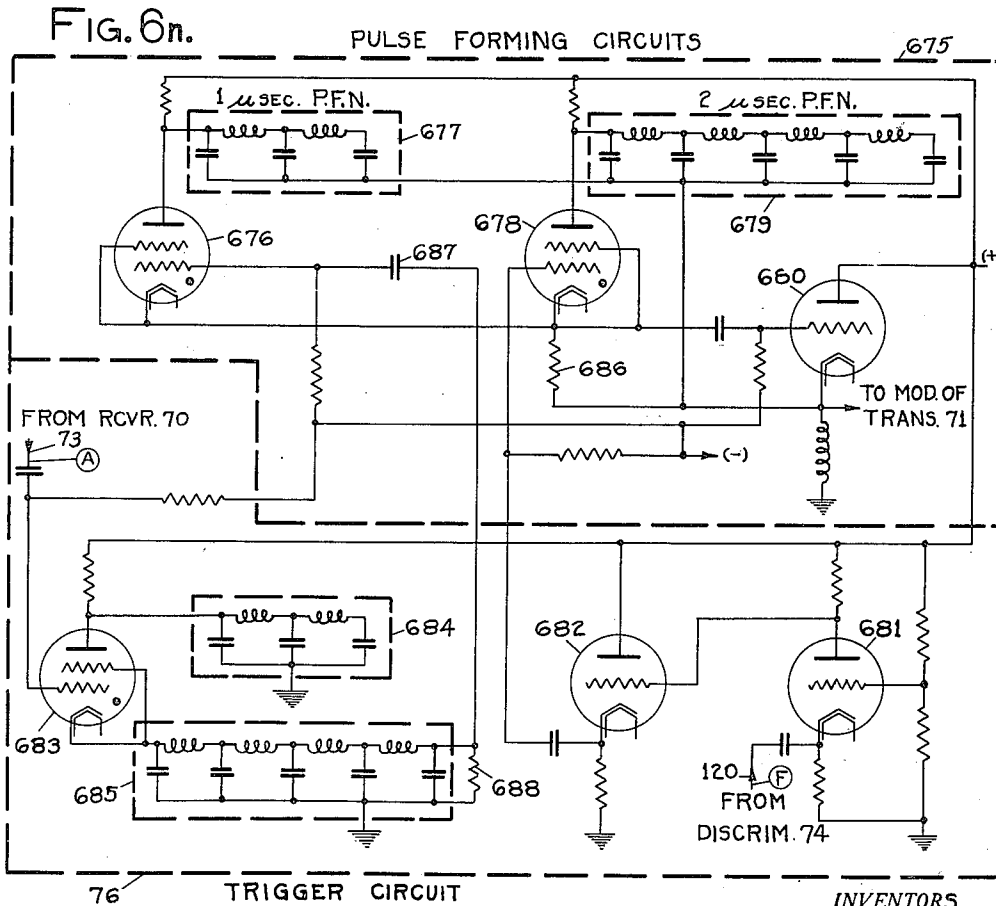 FIG. 6n.
PULSE FORMING CIRCUITS
675
1 μSEC. P.F.N.
677
2 μSEC. P.F.N.
679
676
687
678
680
(+
686
TO MOD. OF
TRANS. 71
(-)
FROM RCVR. 70
73
A
684
682
681
683
685
688
120
F
FROM
DISCRIM. 74
76
TRIGGER CIRCUIT
INVENTORS